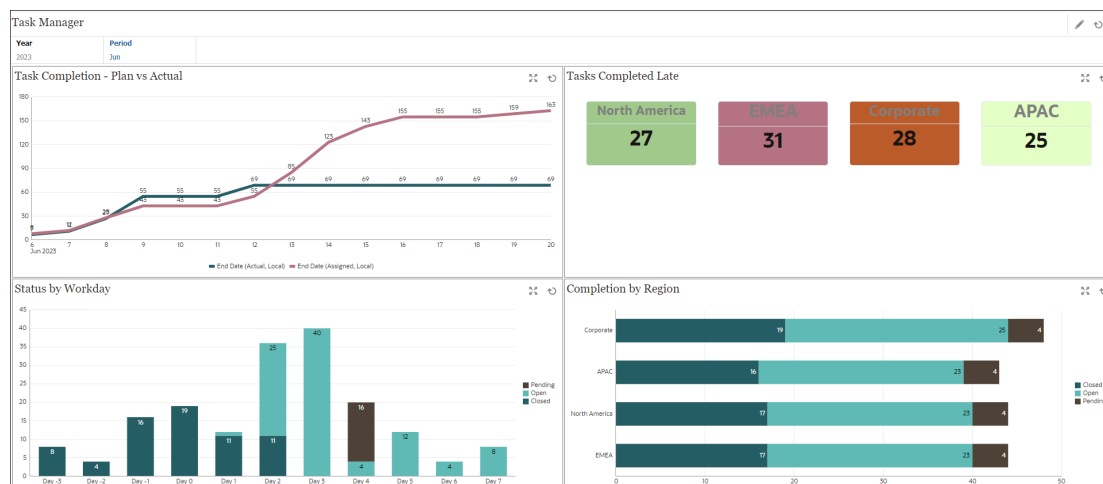 Task Manager
Year Period
2023 Jun
Task Completion - Plan vs Actual
180
150
120
90
60
30
0
12 28 55 55 55 69 69 69 69 69 69 69 69 69
43 43 43 55 85 123 143 155 155 155 159 163
6 7 8 9 10 11 12 13 14 15 16 17 18 19 20
Jun 2023
End Date (Actual, Local) End Date (Assigned, Local)
Tasks Completed Late
North America EMEA Corporate APAC
27 31 28 25
Status by Workday
45
40
35
30
25
20
15
10
5
0
8 4 16 19 11 25 11 40 16 4 12 4 8
Day -3 Day -2 Day -1 Day 0 Day 1 Day 2 Day 3 Day 4 Day 5 Day 6 Day 7
Pending
Open
Closed
Completion by Region
Corporate 19 25 4
APAC 16 23 4
North America 17 23 4
EMEA 17 23 4
0 10 20 30 40 50
Closed
Open
Pendin